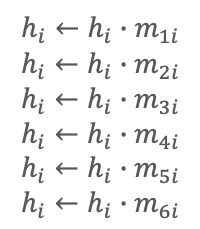 hᵢ ← hᵢ · m₁ᵢ
hᵢ ← hᵢ · m₂ᵢ
hᵢ ← hᵢ · m₃ᵢ
hᵢ ← hᵢ · m₄ᵢ
hᵢ ← hᵢ · m₅ᵢ
hᵢ ← hᵢ · m₆ᵢ